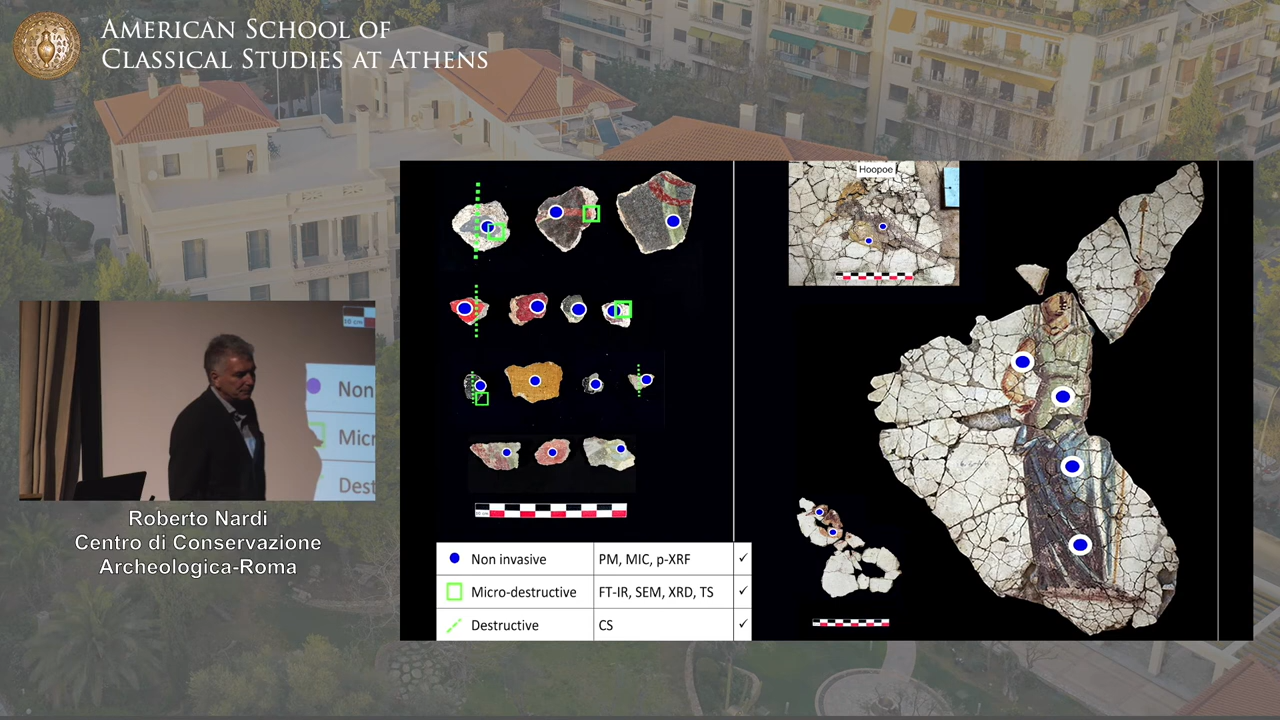 AMERICAN SCHOOL OF
CLASSICAL STUDIES AT ATHENS
Hoopoe
Non
Micr
Dest
Roberto Nardi
Centro di Conservazione
Archeologica-Roma
Non invasive PM, MIC, p-XRF ✓
Micro-destructive FT-IR, SEM, XRD, TS ✓
Destructive CS ✓